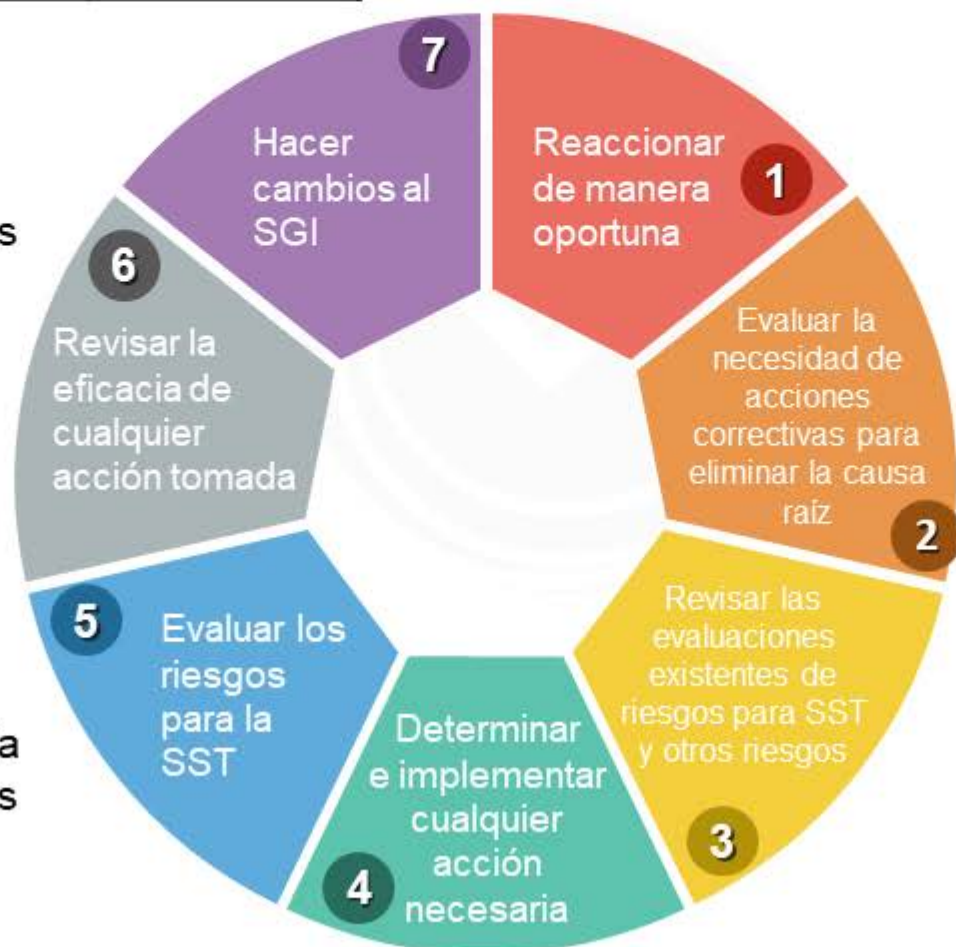 7
Hacer
cambios al
SGI
Reaccionar
de manera
oportuna
1
s
6
Revisar la
eficacia de
cualquier
acción tomada
Evaluar la
necesidad de
acciones
correctivas para
eliminar la causa
raíz
2
5
Evaluar los
riesgos
para la
SST
Revisar las
evaluaciones
existentes de
riesgos para SST
y otros riesgos
3
a
s
Determinar
e implementar
cualquier
acción
necesaria
4